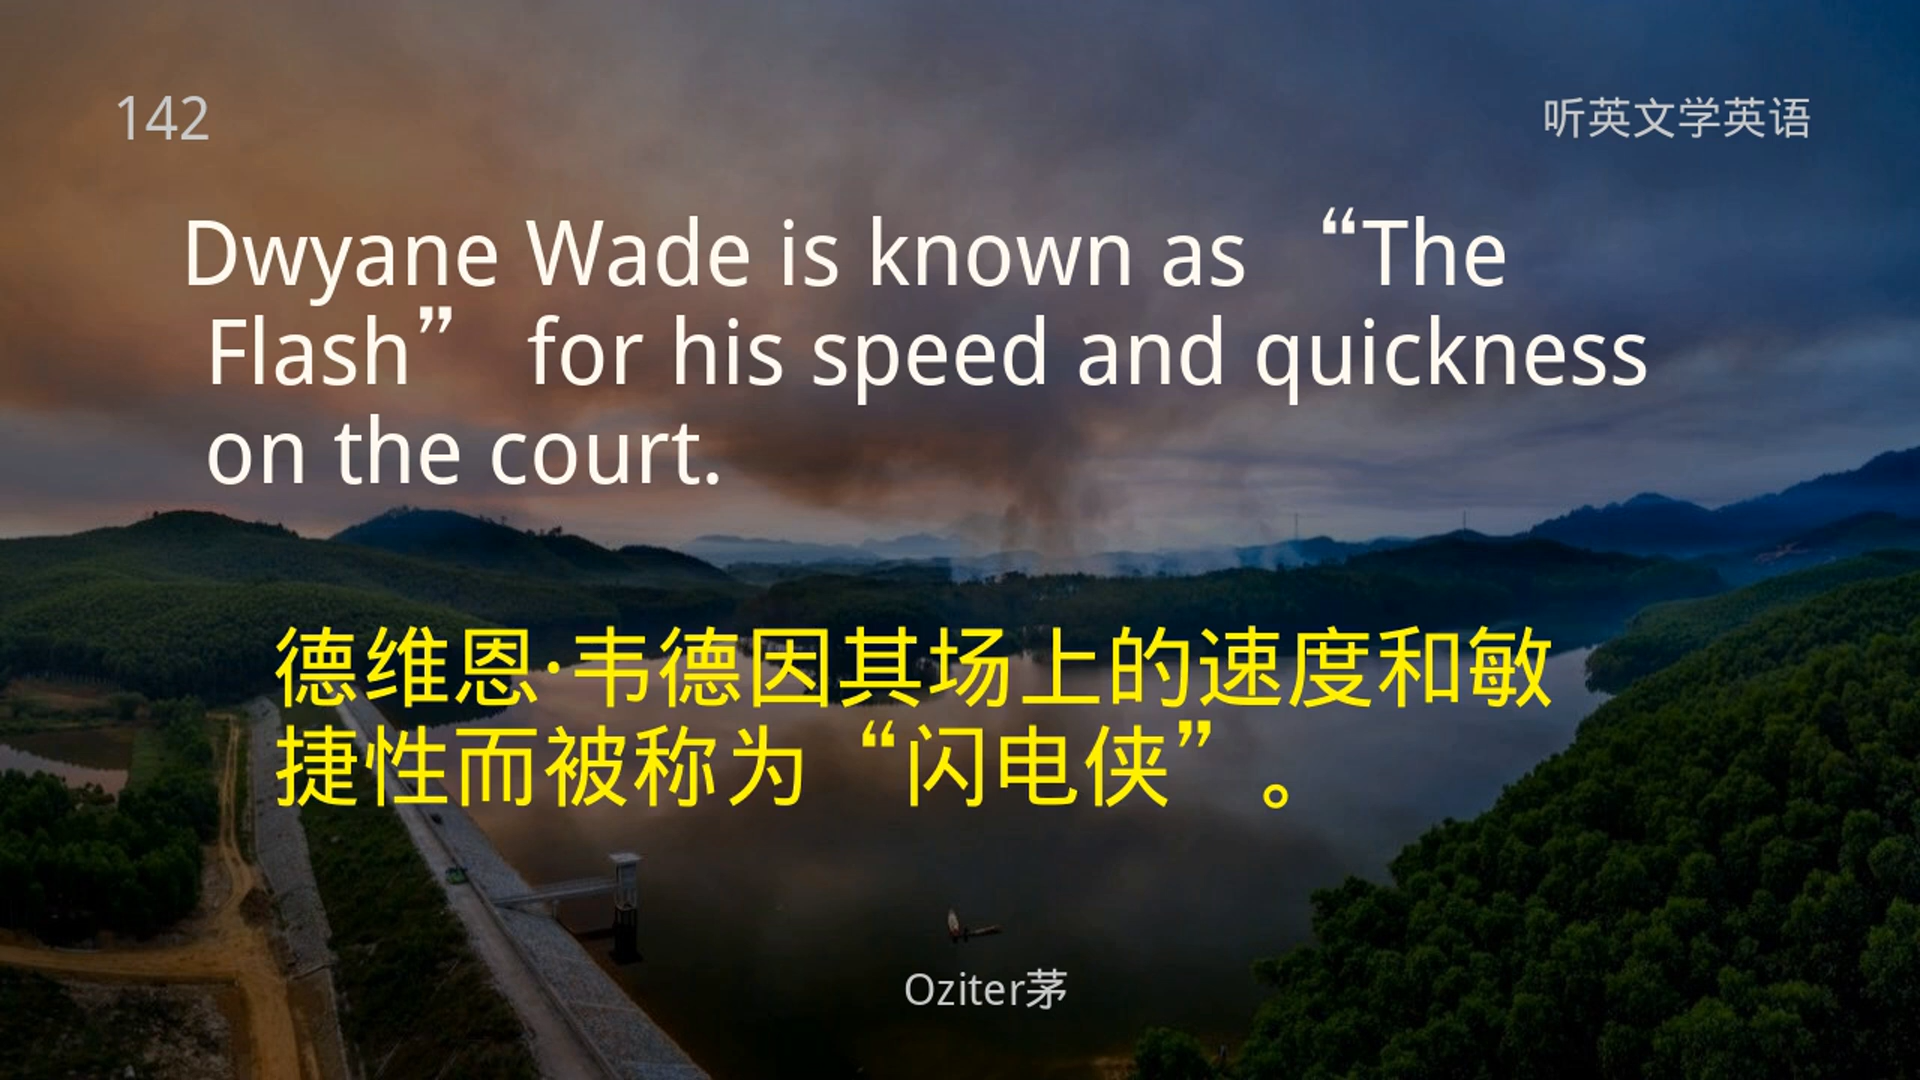 142
听英文学英语
Dwyane Wade is known as “The
Flash” for his speed and quickness
on the court.
德维恩·韦德因其场上的速度和敏
捷性而被称为“闪电侠”。
Oziter茅